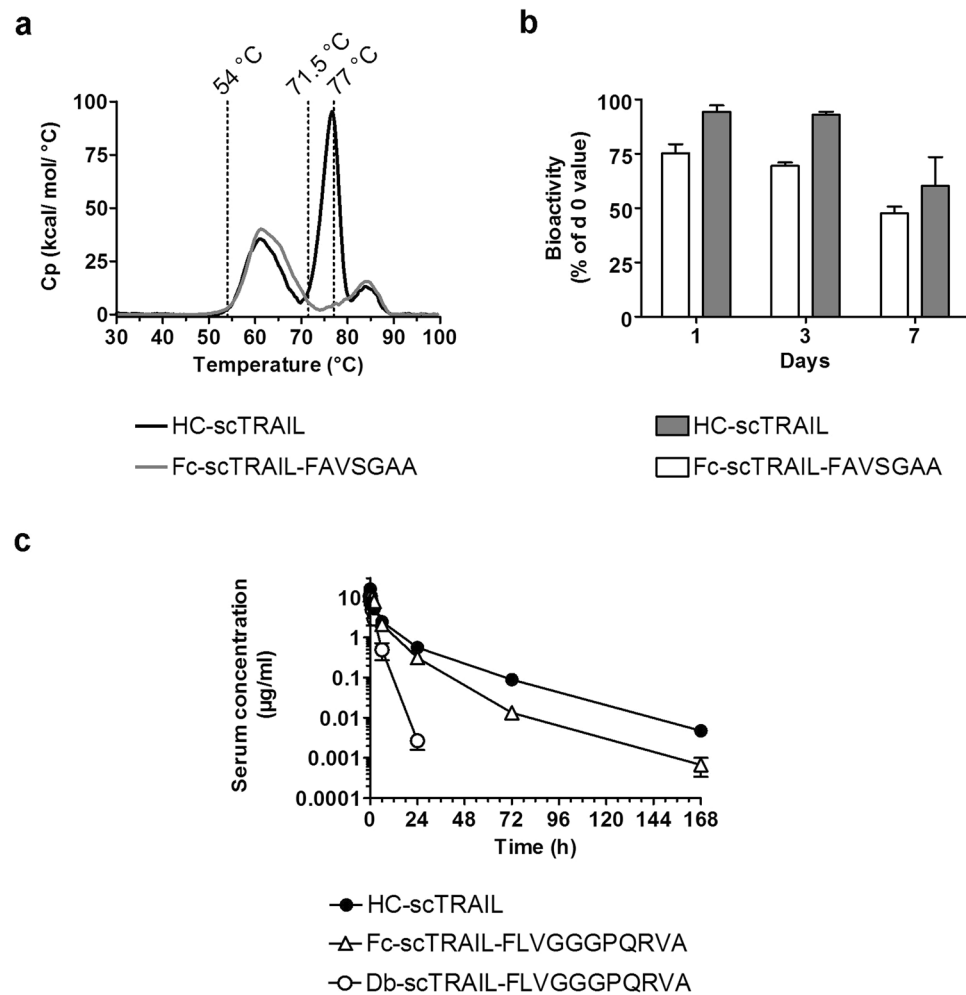 a
54 °C
71.5 °C
77 °C
Cp (kcal/ mol/ °C)
100
75
50
25
0
30 40 50 60 70 80 90 100
Temperature (°C)
HC-scTRAIL
Fc-scTRAIL-FAVSGAA
b
Bioactivity
(% of d 0 value)
100
75
50
25
0
1 3 7
Days
HC-scTRAIL
Fc-scTRAIL-FAVSGAA
c
Serum concentration
(µg/ml)
10
1
0.1
0.01
0.001
0.0001
0 24 48 72 96 120 144 168
Time (h)
HC-scTRAIL
Fc-scTRAIL-FLVGGGPQRVA
Db-scTRAIL-FLVGGGPQRVA